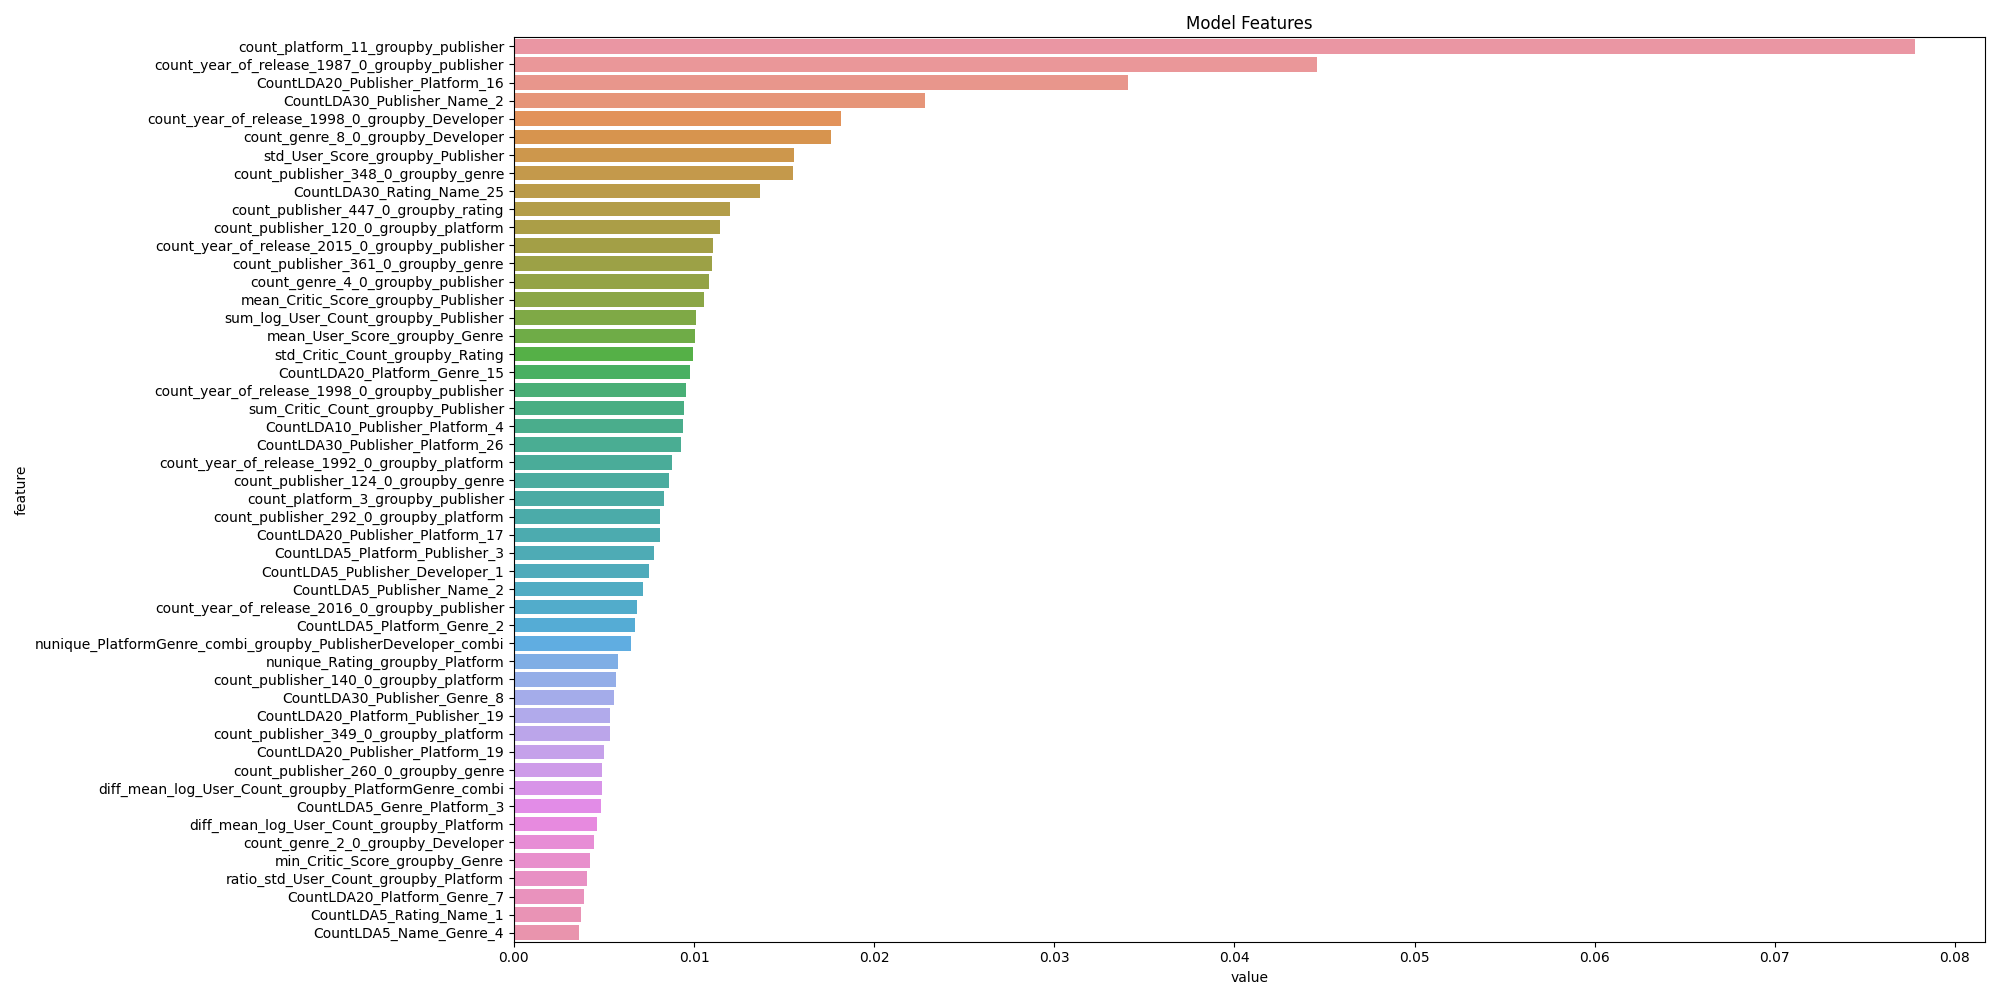 Model Features
count_platform_11_groupby_publisher
count_year_of_release_1987_0_groupby_publisher
CountLDA20_Publisher_Platform_16
CountLDA30_Publisher_Name_2
count_year_of_release_1998_0_groupby_Developer
count_genre_8_0_groupby_Developer
std_User_Score_groupby_Publisher
count_publisher_348_0_groupby_genre
CountLDA30_Rating_Name_25
count_publisher_447_0_groupby_rating
count_publisher_120_0_groupby_platform
count_year_of_release_2015_0_groupby_publisher
count_publisher_361_0_groupby_genre
count_genre_4_0_groupby_publisher
mean_Critic_Score_groupby_Publisher
sum_log_User_Count_groupby_Publisher
mean_User_Score_groupby_Genre
std_Critic_Count_groupby_Rating
CountLDA20_Platform_Genre_15
count_year_of_release_1998_0_groupby_publisher
sum_Critic_Count_groupby_Publisher
CountLDA10_Publisher_Platform_4
CountLDA30_Publisher_Platform_26
count_year_of_release_1992_0_groupby_platform
count_publisher_124_0_groupby_genre
count_platform_3_groupby_publisher
count_publisher_292_0_groupby_platform
CountLDA20_Publisher_Platform_17
CountLDA5_Platform_Publisher_3
CountLDA5_Publisher_Developer_1
CountLDA5_Publisher_Name_2
count_year_of_release_2016_0_groupby_publisher
CountLDA5_Platform_Genre_2
nunique_PlatformGenre_combi_groupby_PublisherDeveloper_combi
nunique_Rating_groupby_Platform
count_publisher_140_0_groupby_platform
CountLDA30_Publisher_Genre_8
CountLDA20_Platform_Publisher_19
count_publisher_349_0_groupby_platform
CountLDA20_Publisher_Platform_19
count_publisher_260_0_groupby_genre
diff_mean_log_User_Count_groupby_PlatformGenre_combi
CountLDA5_Genre_Platform_3
diff_mean_log_User_Count_groupby_Platform
count_genre_2_0_groupby_Developer
min_Critic_Score_groupby_Genre
ratio_std_User_Count_groupby_Platform
CountLDA20_Platform_Genre_7
CountLDA5_Rating_Name_1
CountLDA5_Name_Genre_4
feature
0.00 0.01 0.02 0.03 0.04 0.05 0.06 0.07 0.08
value